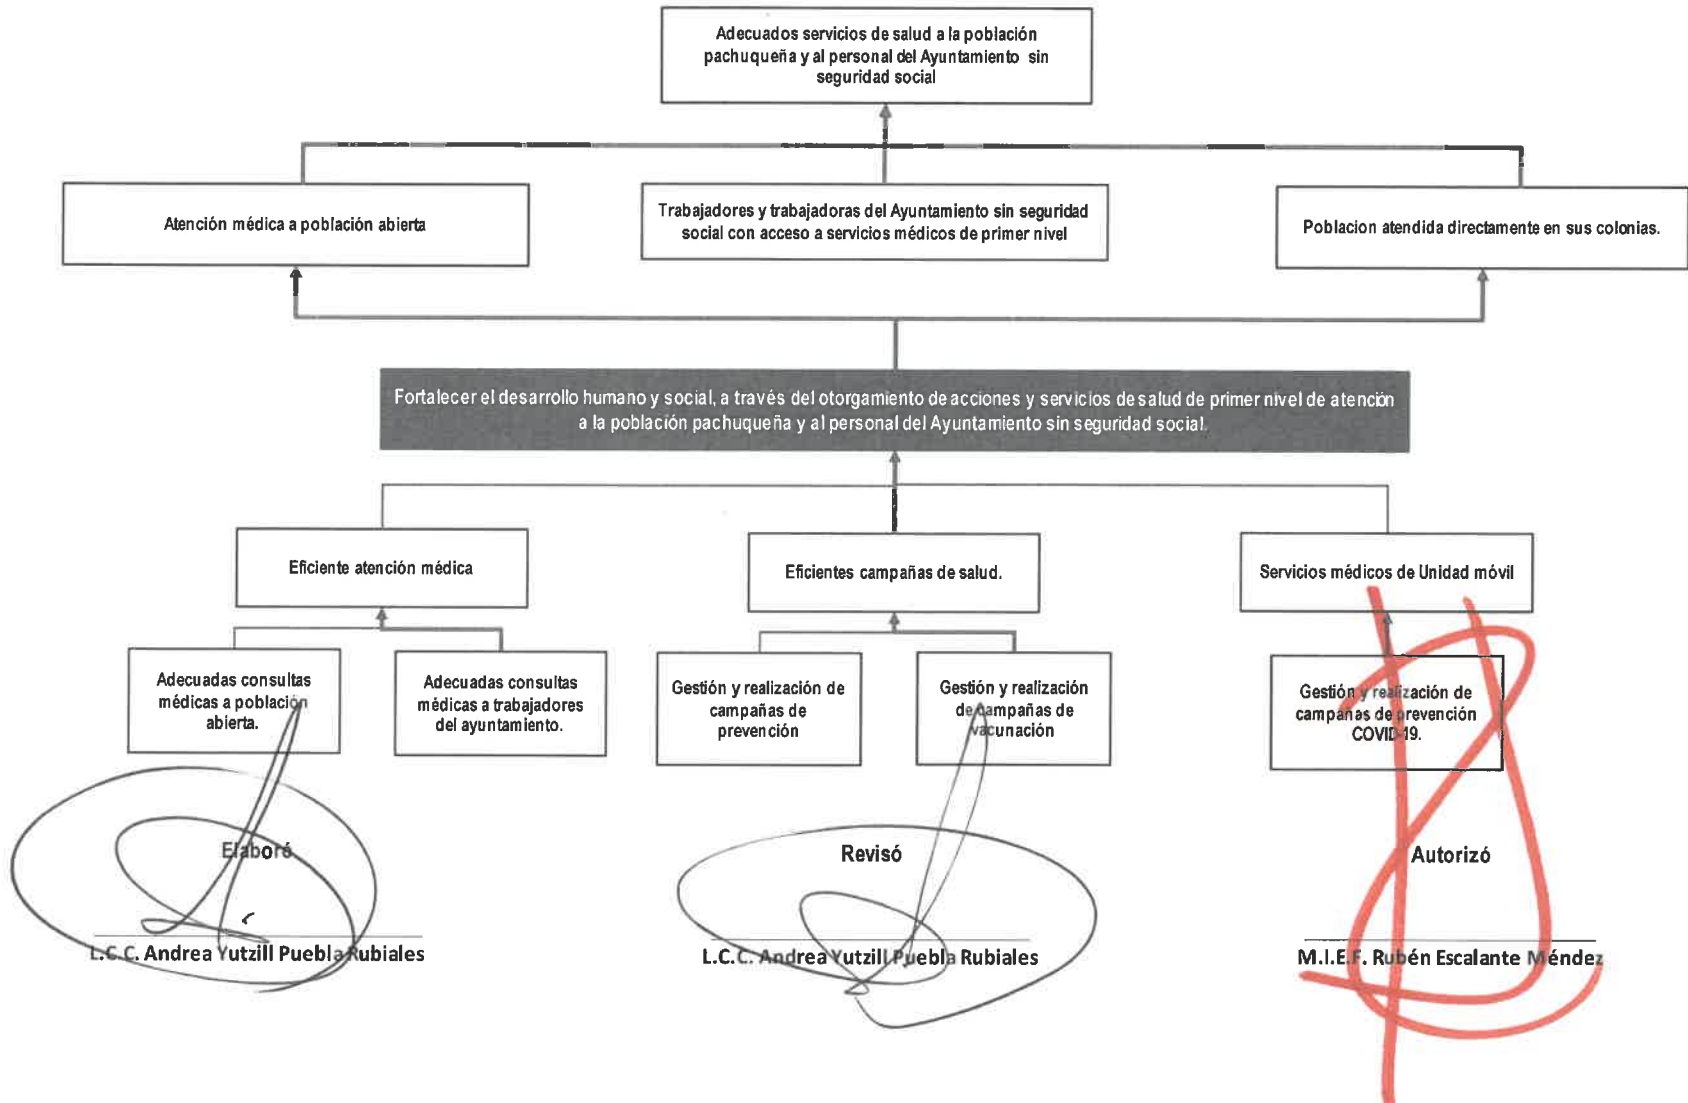 Adecuados servicios de salud a la población
pachuqueña y al personal del Ayuntamiento sin
seguridad social
Atención médica a población abierta
Trabajadores y trabajadoras del Ayuntamiento sin seguridad
social con acceso a servicios médicos de primer nivel
Poblacion atendida directamente en sus colonias.
Fortalecer el desarrollo humano y social, a través del otorgamiento de acciones y servicios de salud de primer nivel de atención
a la población pachuqueña y al personal del Ayuntamiento sin seguridad social.
Eficiente atención médica
Eficientes campañas de salud.
Servicios médicos de Unidad móvil
Adecuadas consultas
médicas a población
abierta.
Adecuadas consultas
médicas a trabajadores
del ayuntamiento.
Gestión y realización de
campañas de
prevención
Gestión y realización
de campañas de
vacunación
Gestión y realización de
campañas de prevención
COVID-19.
Elaboró
L.C.C. Andrea Yutzill Puebla Rubiales
Revisó
L.C.C. Andrea Yutzill Puebla Rubiales
Autorizó
M.I.E.F. Rubén Escalante Méndez